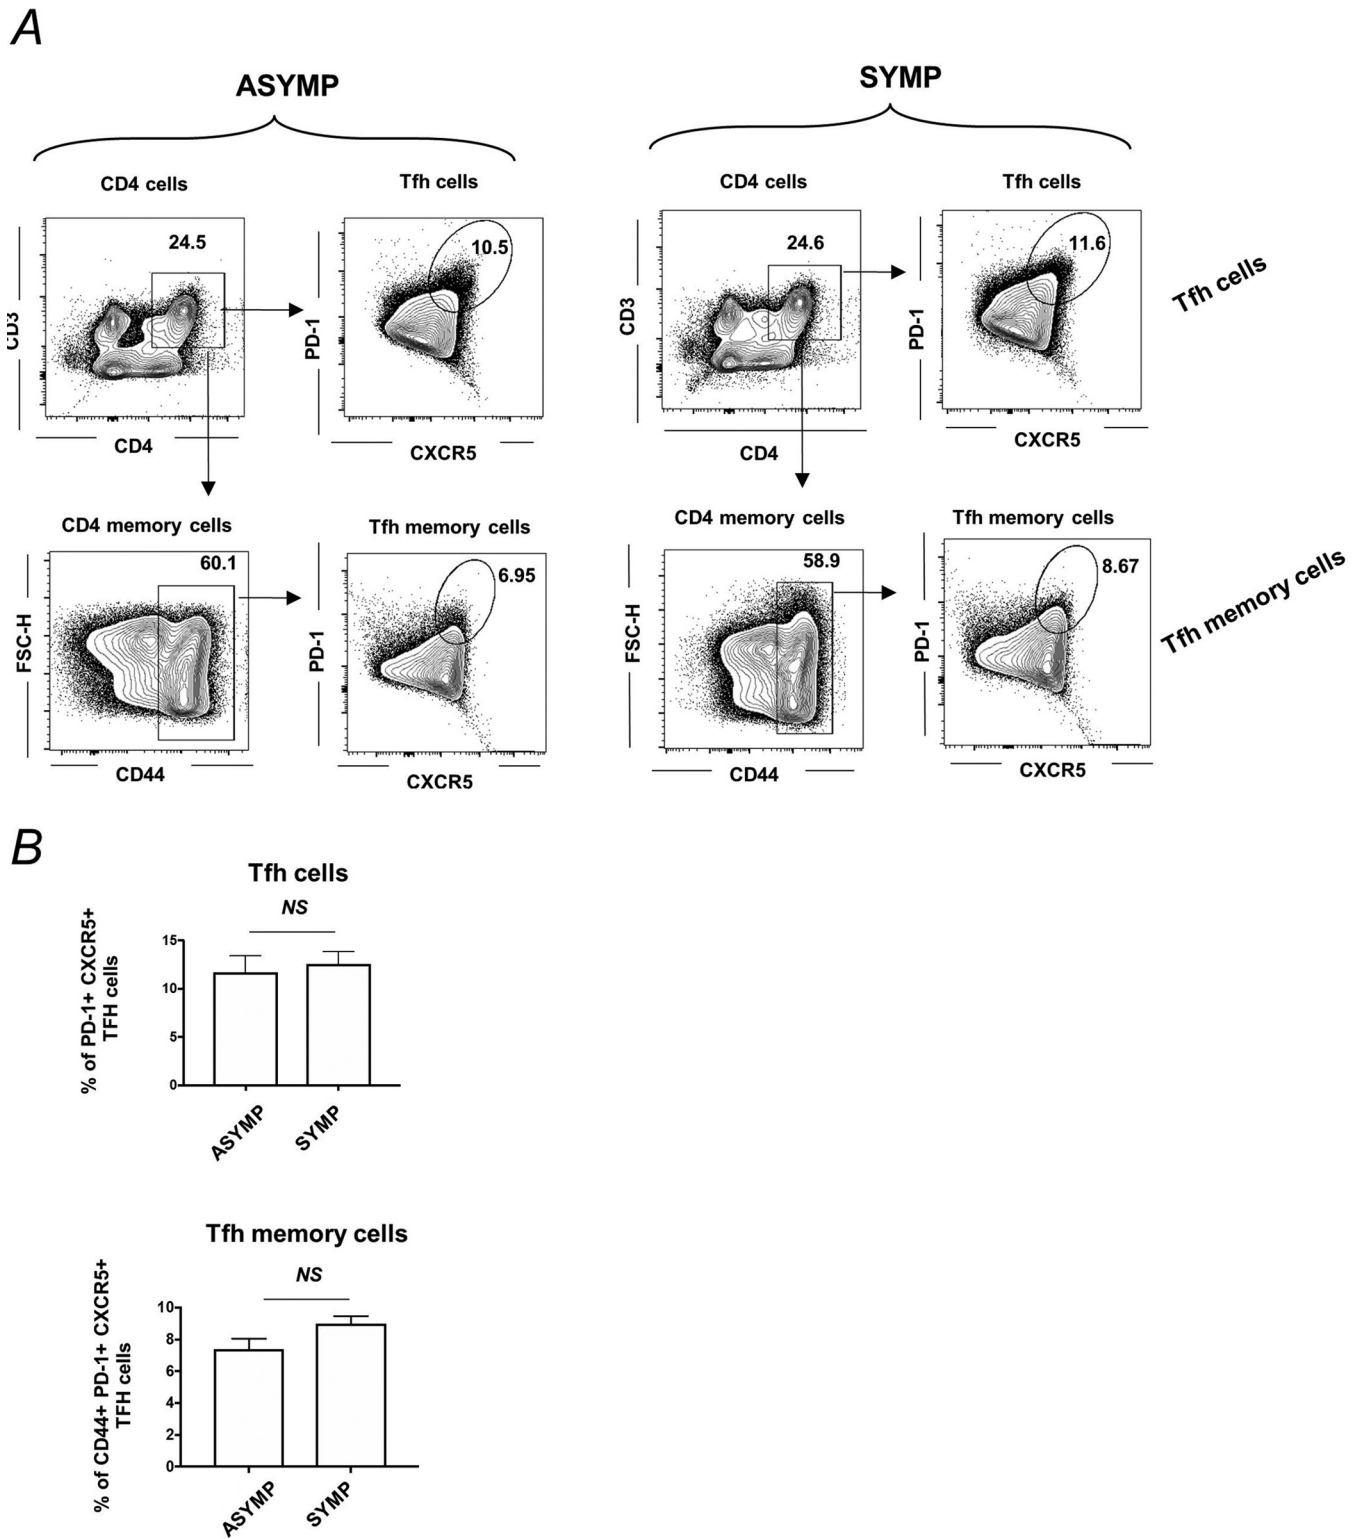 A
ASYMP
SYMP
CD4 cells
Tfh cells
CD4 cells
Tfh cells
24.5
10.5
24.6
11.6
Tfh cells
CD3
PD-1
CD3
PD-1
CD4
CXCR5
CD4
CXCR5
CD4 memory cells
Tfh memory cells
CD4 memory cells
Tfh memory cells
60.1
6.95
58.9
8.67
Tfh memory cells
FSC-H
PD-1
FSC-H
PD-1
CD44
CXCR5
CD44
CXCR5
B
Tfh cells
NS
% of PD-1+ CXCR5+
TFH cells
15
10
5
0
ASYMP
SYMP
Tfh memory cells
NS
% of CD44+ PD-1+ CXCR5+
TFH cells
10
8
6
4
2
0
ASYMP
SYMP